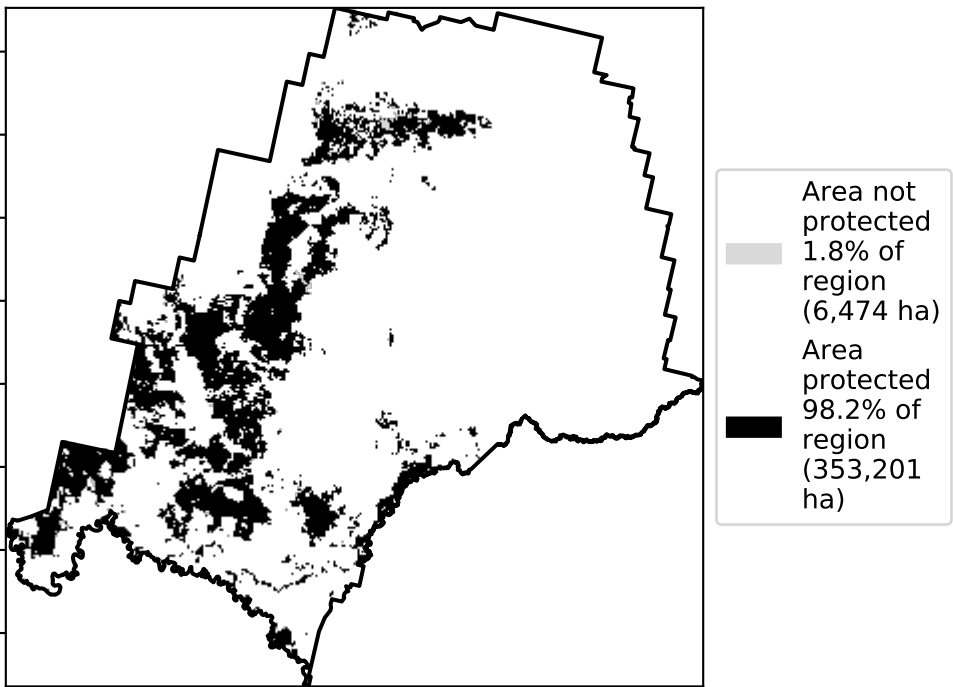 Area not
protected
1.8% of
region
(6,474 ha)
Area
protected
98.2% of
region
(353,201
ha)